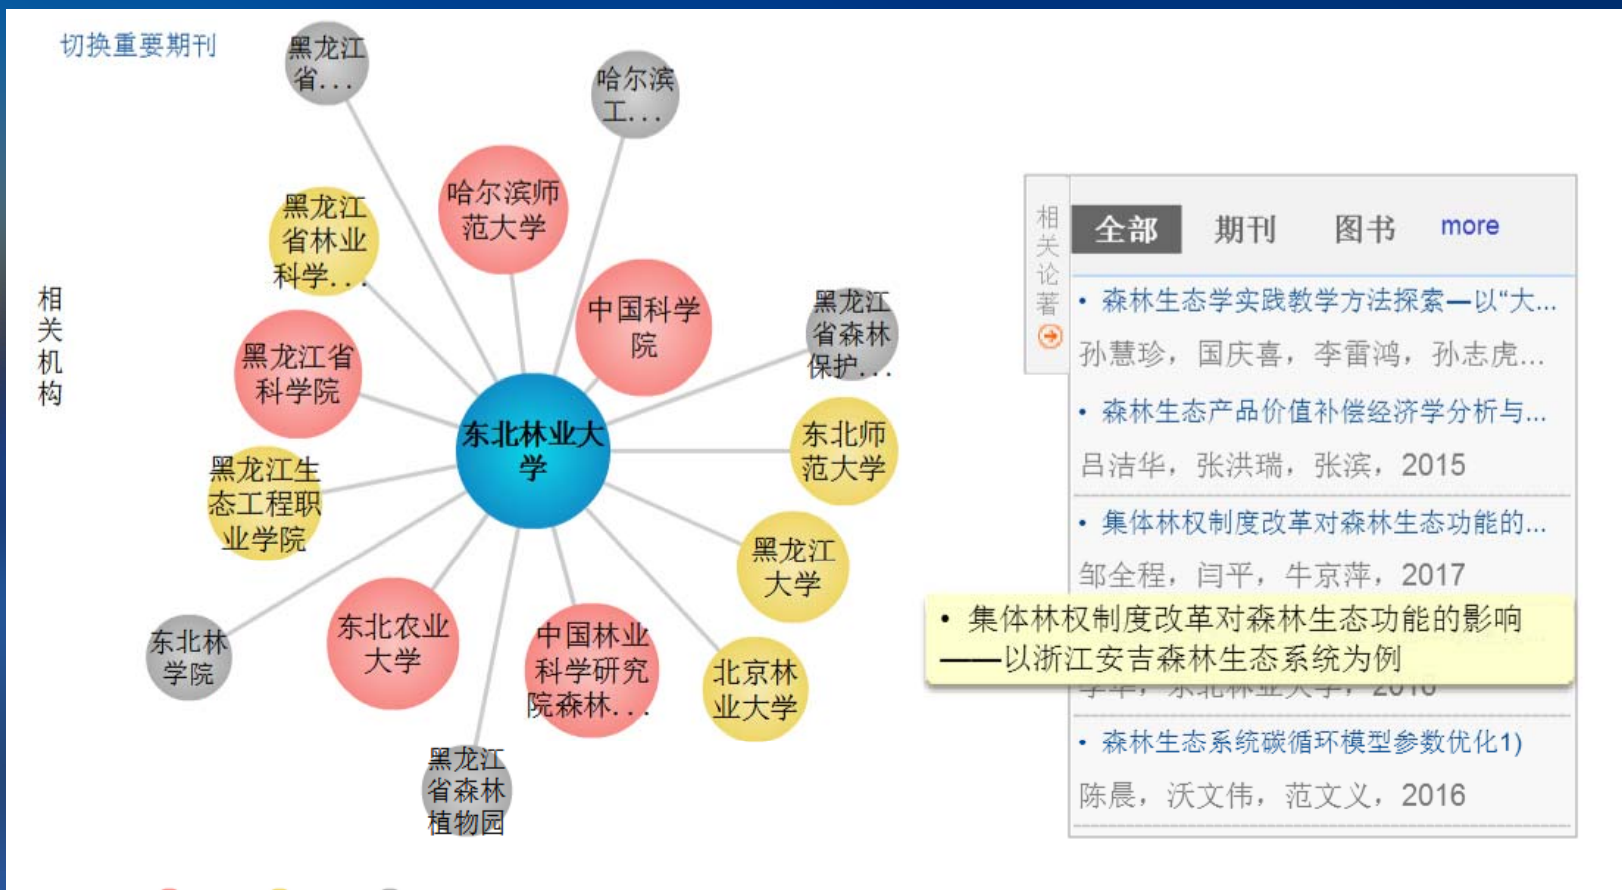 切换重要期刊
黑龙江
省...
哈尔滨
工...
哈尔滨师
范大学
黑龙江
省林业
科学...
中国科学
院
黑龙江
省森林
保护...
相关机构
黑龙江省
科学院
东北林业大
学
东北师
范大学
黑龙江生
态工程职
业学院
黑龙江
大学
东北林
学院
东北农业
大学
中国林业
科学研究
院森林...
北京林
业大学
黑龙江
省森林
植物园
相关论著
全部 期刊 图书 more
• 森林生态学实践教学方法探索—以“大...
孙慧珍，国庆喜，李雷鸿，孙志虎...
• 森林生态产品价值补偿经济学分析与...
吕洁华，张洪瑞，张滨，2015
• 集体林权制度改革对森林生态功能的...
邹全程，闫平，牛京萍，2017
• 集体林权制度改革对森林生态功能的影响
——以浙江安吉森林生态系统为例
• 森林生态系统碳循环模型参数优化1)
陈晨，沃文伟，范文义，2016